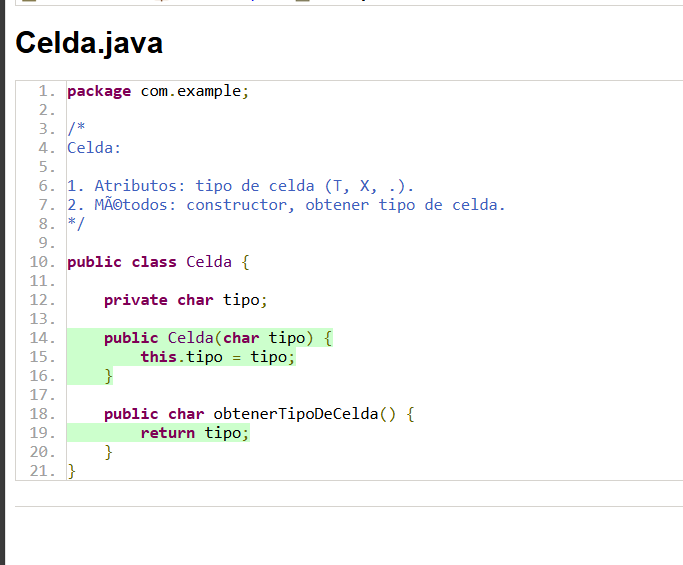 Celda.java
1. package com.example;
2.
3. /*
4. Celda:
5.
6. 1. Atributos: tipo de celda (T, X, .).
7. 2. MÃ©todos: constructor, obtener tipo de celda.
8. */
9.
10. public class Celda {
11.
12.     private char tipo;
13.
14.     public Celda(char tipo) {
15.         this.tipo = tipo;
16.     }
17.
18.     public char obtenerTipoDeCelda() {
19.         return tipo;
20.     }
21. }